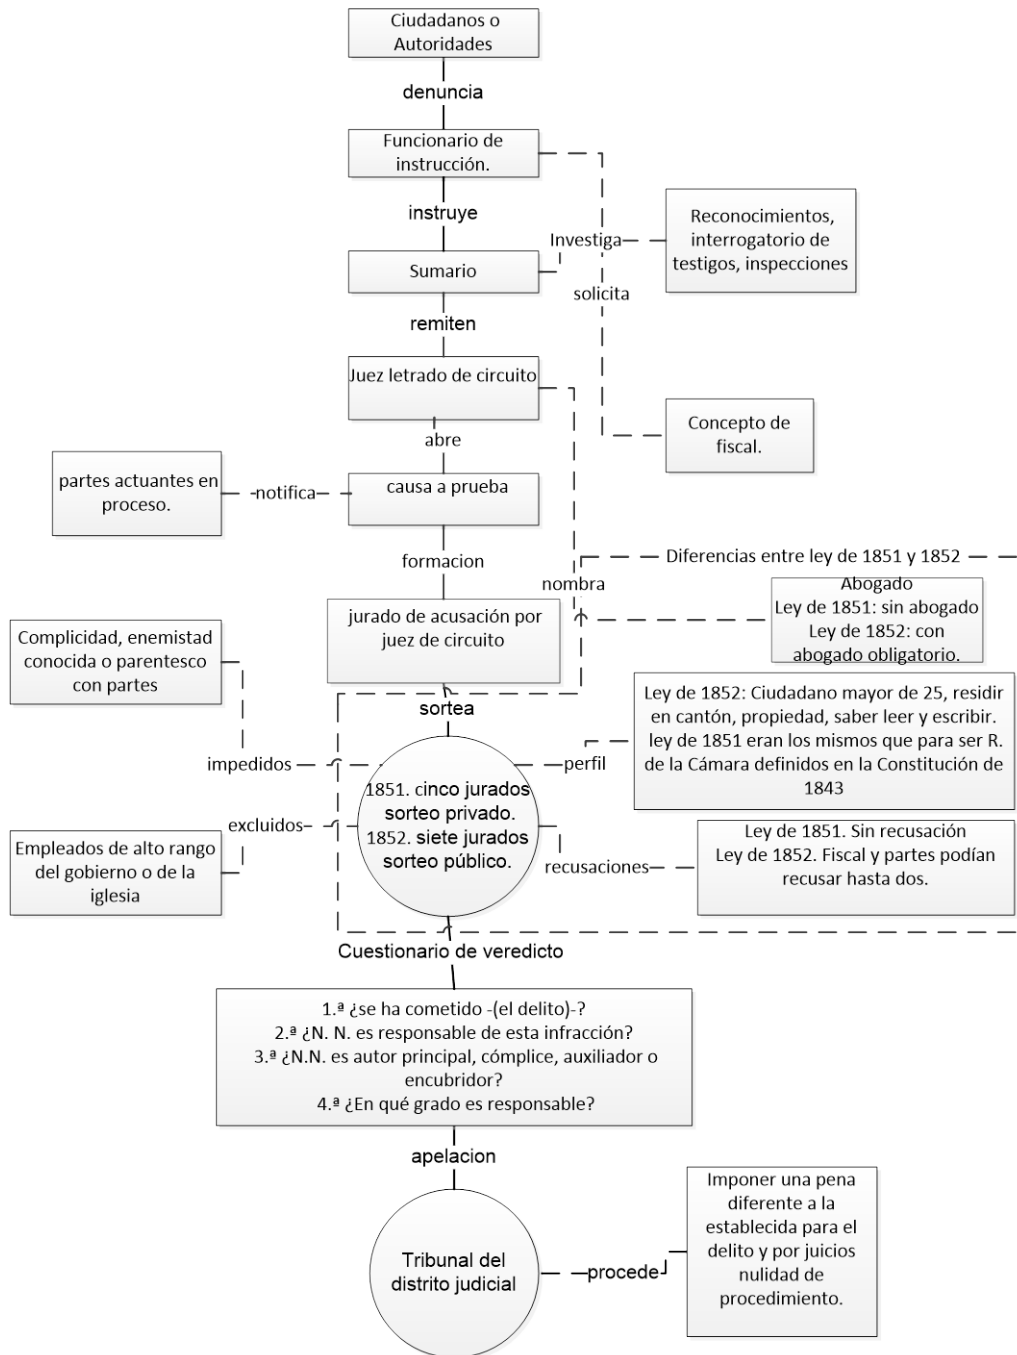 Ciudadanos o
Autoridades
denuncia
Funcionario de
instrucción.
instruye
Investiga
Reconocimientos,
interrogatorio de
testigos, inspecciones
Sumario
solicita
remiten
Juez letrado de circuito
Concepto de
fiscal.
abre
partes actuantes en
proceso.
notifica
causa a prueba
formacion
Diferencias entre ley de 1851 y 1852
nombra
Abogado
Ley de 1851: sin abogado
Ley de 1852: con
abogado obligatorio.
jurado de acusación por
juez de circuito
Complicidad, enemistad
conocida o parentesco
con partes
sortea
Ley de 1852: Ciudadano mayor de 25, residir
en cantón, propiedad, saber leer y escribir.
ley de 1851 eran los mismos que para ser R.
de la Cámara definidos en la Constitución de
1843
impedidos
perfil
1851. cinco jurados
sorteo privado.
1852. siete jurados
sorteo público.
excluidos
Empleados de alto rango
del gobierno o de la
iglesia
recusaciones
Ley de 1851. Sin recusación
Ley de 1852. Fiscal y partes podían
recusar hasta dos.
Cuestionario de veredicto
1.ª ¿se ha cometido -(el delito)-?
2.ª ¿N. N. es responsable de esta infracción?
3.ª ¿N.N. es autor principal, cómplice, auxiliador o
encubridor?
4.ª ¿En qué grado es responsable?
apelacion
Tribunal del
distrito judicial
procede
Imponer una pena
diferente a la
establecida para el
delito y por juicios
nulidad de
procedimiento.